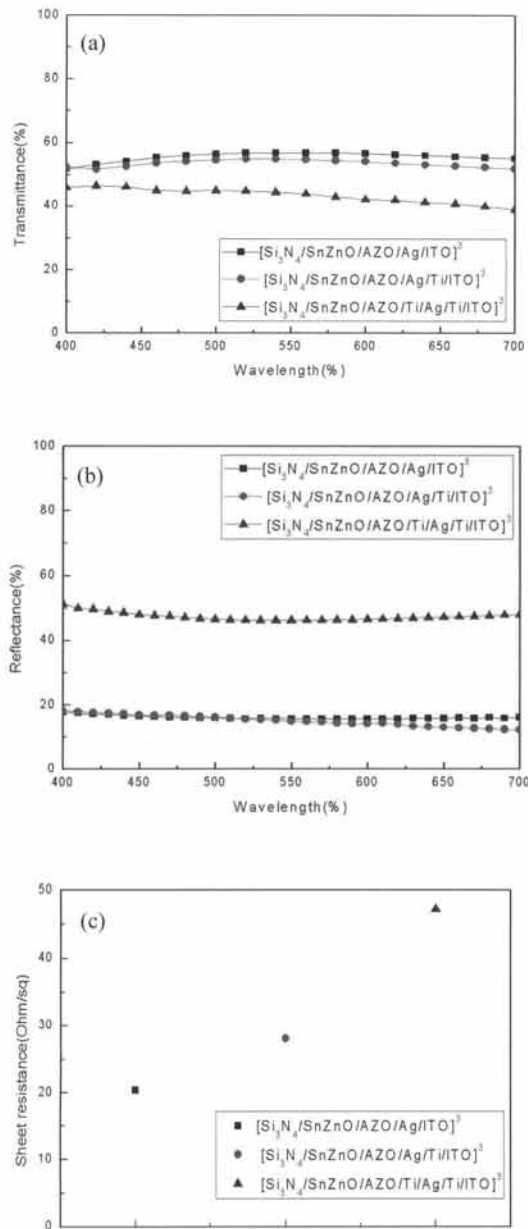 (a)
100
80
60
40
20
0
Transmittance(%)
[Si₃N₄/SnZnO/AZO/Ag/ITO]³
[Si₃N₄/SnZnO/AZO/Ag/Ti/ITO]³
[Si₃N₄/SnZnO/AZO/Ti/Ag/Ti/ITO]³
400 450 500 550 600 650 700
Wavelength(%)
(b)
100
80
60
40
20
0
Reflectance(%)
[Si₃N₄/SnZnO/AZO/Ag/ITO]³
[Si₃N₄/SnZnO/AZO/Ag/Ti/ITO]³
[Si₃N₄/SnZnO/AZO/Ti/Ag/Ti/ITO]³
400 450 500 550 600 650 700
Wavelength(%)
(c)
50
40
30
20
10
0
Sheet resistance(Ohm/sq)
[Si₃N₄/SnZnO/AZO/Ag/ITO]³
[Si₃N₄/SnZnO/AZO/Ag/Ti/ITO]³
[Si₃N₄/SnZnO/AZO/Ti/Ag/Ti/ITO]³